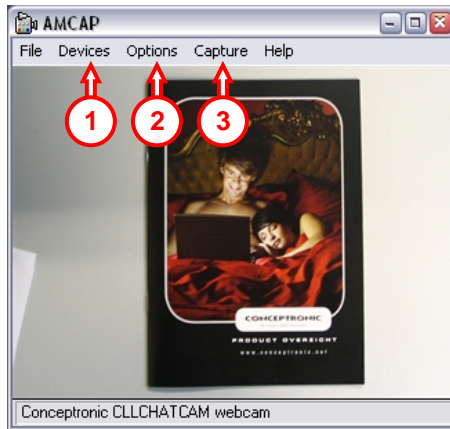 AMCAP
File Devices Options Capture Help
1 2 3
CONCEPTRONIC
PRODUCT OVERZICHT
www.conceptronic.net
Conceptronic CLLCHATCAM webcam